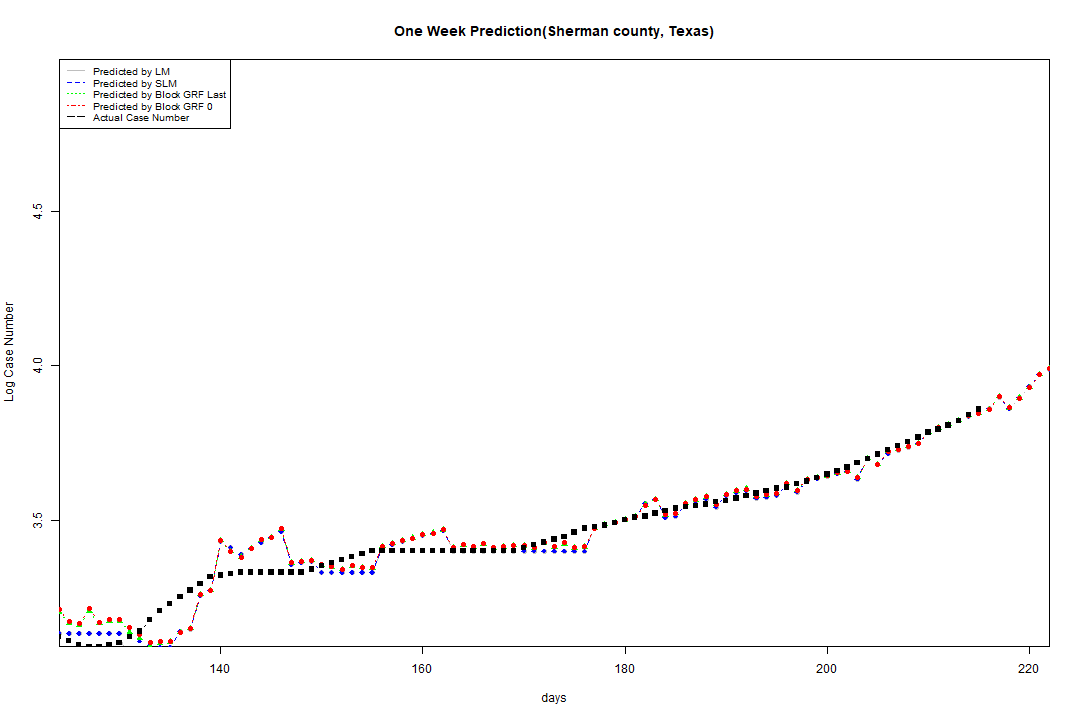 One Week Prediction(Sherman county, Texas)
Predicted by LM
Predicted by SLM
Predicted by Block GRF Last
Predicted by Block GRF 0
Actual Case Number
4.5
4.0
3.5
Log Case Number
140 160 180 200 220
days